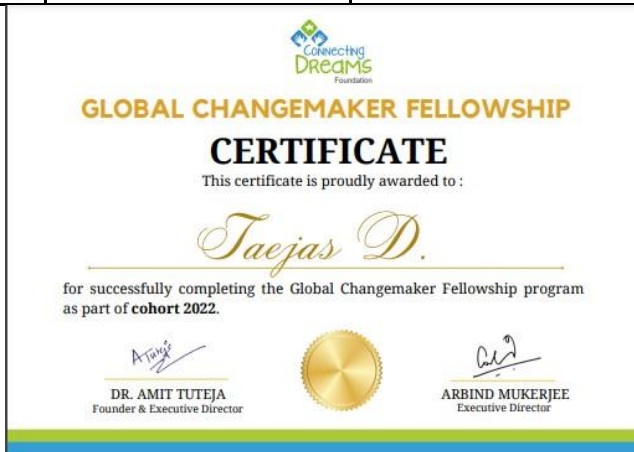 Connecting
Dreams
Foundation
GLOBAL CHANGEMAKER FELLOWSHIP
CERTIFICATE
This certificate is proudly awarded to :
Taejas D.
for successfully completing the Global Changemaker Fellowship program
as part of cohort 2022.
A Tuteja
DR. AMIT TUTEJA
Founder & Executive Director
ARBIND MUKERJEE
Executive Director